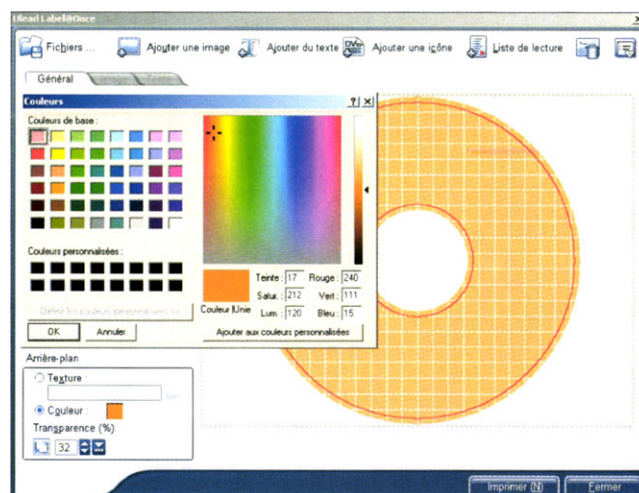 Ulead Label@Once
Fichiers ... Ajouter une image Ajouter du texte Ajouter une icône Liste de lecture
Général
Couleurs
Couleurs de base :
Couleurs personnalisées :
Définir les couleurs personnalisées >>
OK Annuler
Couleur|Unie
Teinte : 17 Rouge : 240
Satur. : 212 Vert : 111
Lum. : 120 Bleu : 15
Ajouter aux couleurs personnalisées
Arrière-plan
Texture :
Couleur :
Transparence (%)
32
Imprimer (N) Fermer